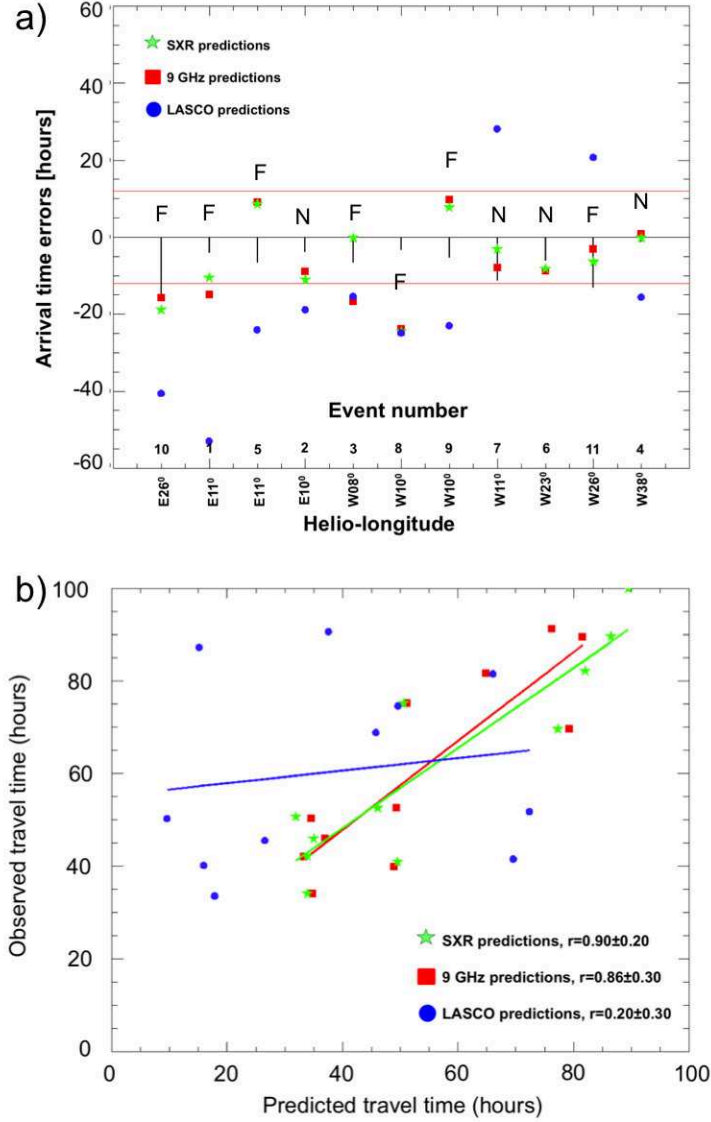 a)
60
40
20
0
-20
-40
-60
Arrival time errors [hours]
SXR predictions
9 GHz predictions
LASCO predictions
F F F N F F F N N F N
Event number
10 1 5 2 3 8 9 7 6 11 4
E26⁰ E11⁰ E11⁰ E10⁰ W08⁰ W10⁰ W10⁰ W11⁰ W23⁰ W26⁰ W38⁰
Helio-longitude
b)
100
80
60
40
20
0
Observed travel time (hours)
SXR predictions, r=0.90±0.20
9 GHz predictions, r=0.86±0.30
LASCO predictions, r=0.20±0.30
0 20 40 60 80 100
Predicted travel time (hours)